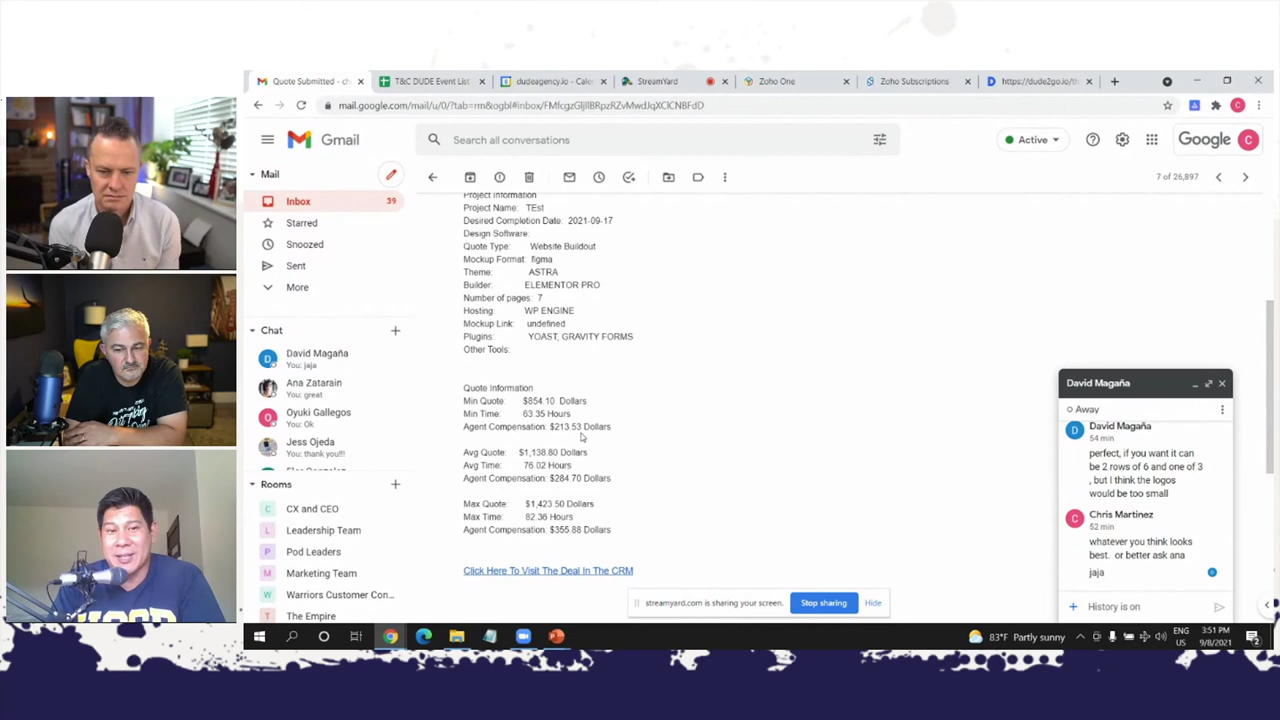 Quote Submitted - ch
T&C DUDE Event List
dudeagency.io - Cale
StreamYard
Zoho One
Zoho Subscriptions
https://dude2go.io/th
mail.google.com/mail/u/0/?tab=rm&ogbl#inbox/
Gmail
Search all conversations
Active
Google
C
Mail
Inbox 39
Starred
Snoozed
Sent
More
7 of 26,897
Project Information
Project Name: TEst
Desired Completion Date: 2021-09-17
Design Software:
Quote Type: Website Buildout
Mockup Format: figma
Theme: ASTRA
Builder: ELEMENTOR PRO
Number of pages: 7
Hosting: WP ENGINE
Mockup Link: undefined
Plugins: YOAST, GRAVITY FORMS
Other Tools:
Quote Information
Min Quote: $854.10 Dollars
Min Time: 63.35 Hours
Agent Compensation: $213.53 Dollars
Avg Quote: $1,138.80 Dollars
Avg Time: 76.02 Hours
Agent Compensation: $284.70 Dollars
Max Quote: $1,423.50 Dollars
Max Time: 82.36 Hours
Agent Compensation: $355.88 Dollars
Click Here To Visit The Deal In The CRM
Chat
D
David Magaña
You: jaja
Ana Zatarain
You: great
O
Oyuki Gallegos
You: Ok
Jess Ojeda
You: thank you!!!
Rooms
C CX and CEO
L Leadership Team
P Pod Leaders
M Marketing Team
W Warriors Customer Con...
T The Empire
David Magaña
Away
D David Magaña
54 min
perfect, if you want it can
be 2 rows of 6 and one of 3
, but I think the logos
would be too small
C Chris Martinez
52 min
whatever you think looks
best. or better ask ana
jaja
History is on
streamyard.com is sharing your screen.
Stop sharing
Hide
83°F Partly sunny
ENG
US
3:51 PM
9/8/2021
2